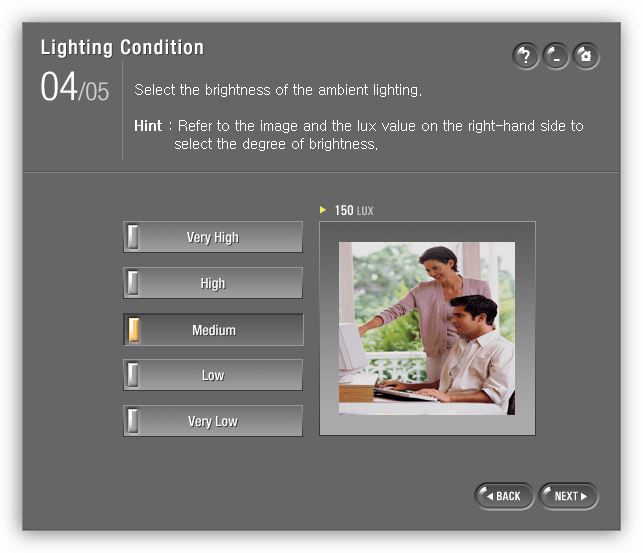 Lighting Condition
?
04/05
Select the brightness of the ambient lighting.
Hint : Refer to the image and the lux value on the right-hand side to
select the degree of brightness.
150 LUX
Very High
High
Medium
Low
Very Low
BACK
NEXT